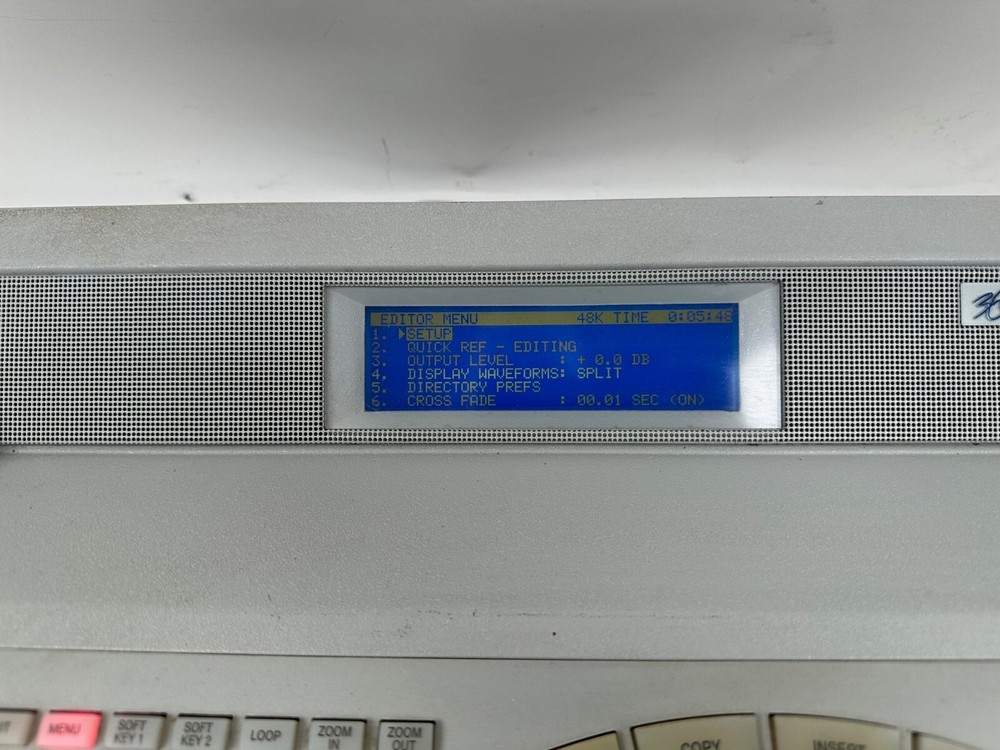 EDITOR MENU 48K TIME 0:05:48
1. SETUP
2. QUICK REF - EDITING
3. OUTPUT LEVEL : + 0.0 DB
4. DISPLAY WAVEFORMS: SPLIT
5. DIRECTORY PREFS
6. CROSS FADE : 00.01 SEC (ON)
36
MENU
SOFT KEY 1
SOFT KEY 2
LOOP
ZOOM IN
ZOOM OUT
COPY
INSERT